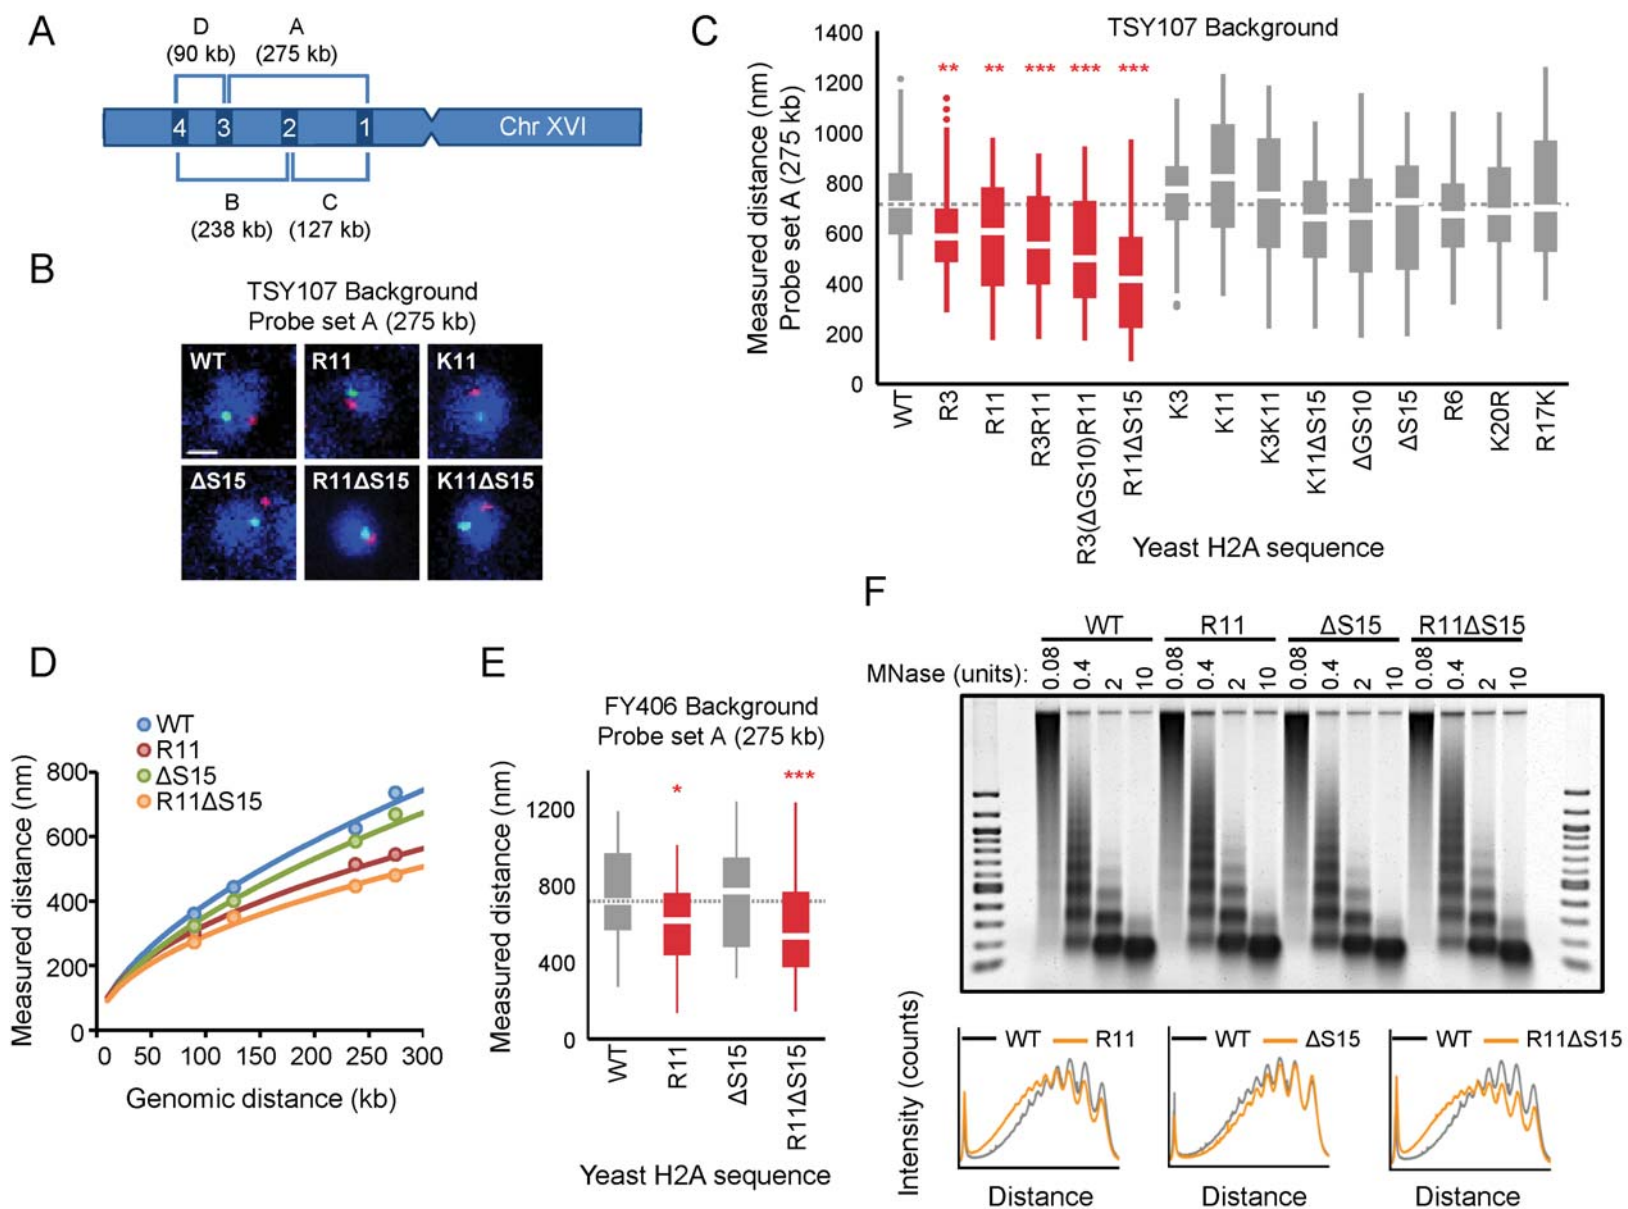 A
D
A
(90 kb)
(275 kb)
4
3
2
1
Chr XVI
B
C
(238 kb)
(127 kb)
B
TSY107 Background
Probe set A (275 kb)
WT
R11
K11
ΔS15
R11ΔS15
K11ΔS15
C
TSY107 Background
Measured distance (nm)
Probe set A (275 kb)
1400
1200
1000
800
600
400
200
0
** ** *** *** ***
WT
R3
R11
R3R11
R3(ΔGS10)R11
R11ΔS15
K3
K11
K3K11
K11ΔS15
ΔGS10
ΔS15
R6
K20R
R17K
Yeast H2A sequence
D
WT
R11
ΔS15
R11ΔS15
Measured distance (nm)
800
600
400
200
0
0 50 100 150 200 250 300
Genomic distance (kb)
E
FY406 Background
Probe set A (275 kb)
Measured distance (nm)
1200
800
400
0
*
***
WT
R11
ΔS15
R11ΔS15
Yeast H2A sequence
F
WT R11 ΔS15 R11ΔS15
MNase (units): 0.08 0.4 2 10 0.08 0.4 2 10 0.08 0.4 2 10 0.08 0.4 2 10
Intensity (counts)
WT R11
Distance
WT ΔS15
Distance
WT R11ΔS15
Distance